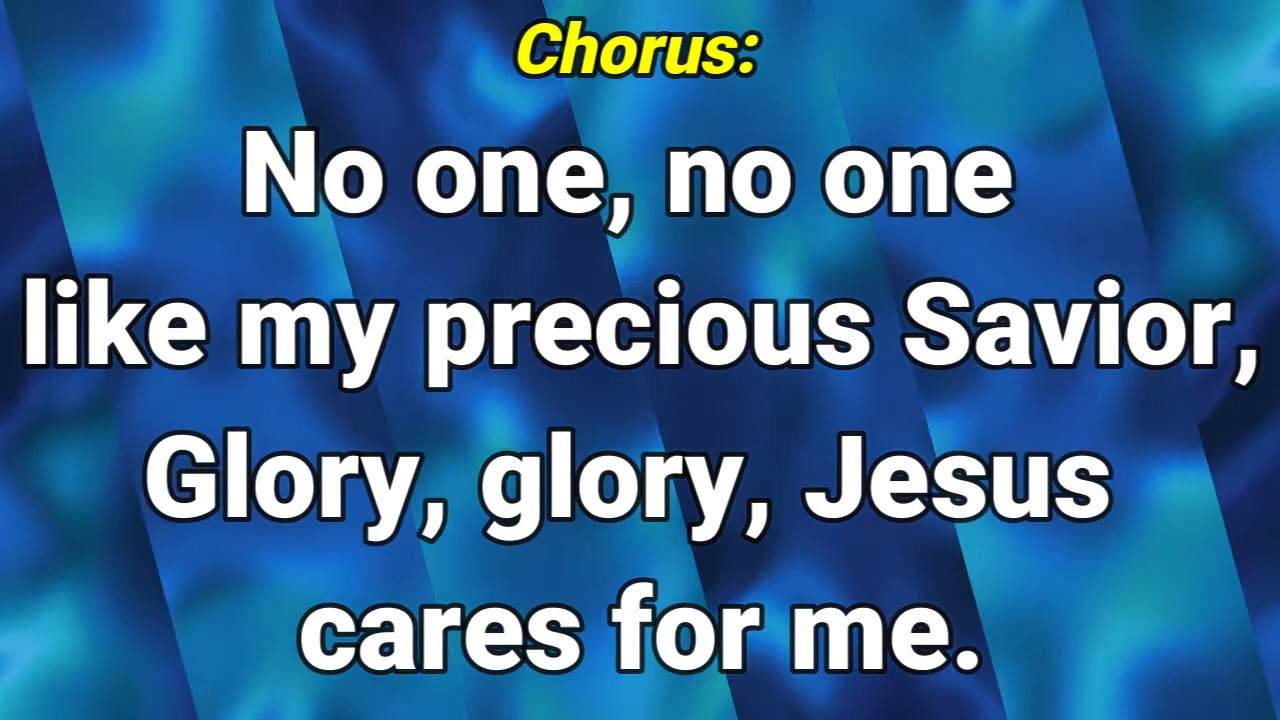 Chorus:
No one, no one
like my precious Savior,
Glory, glory, Jesus
cares for me.